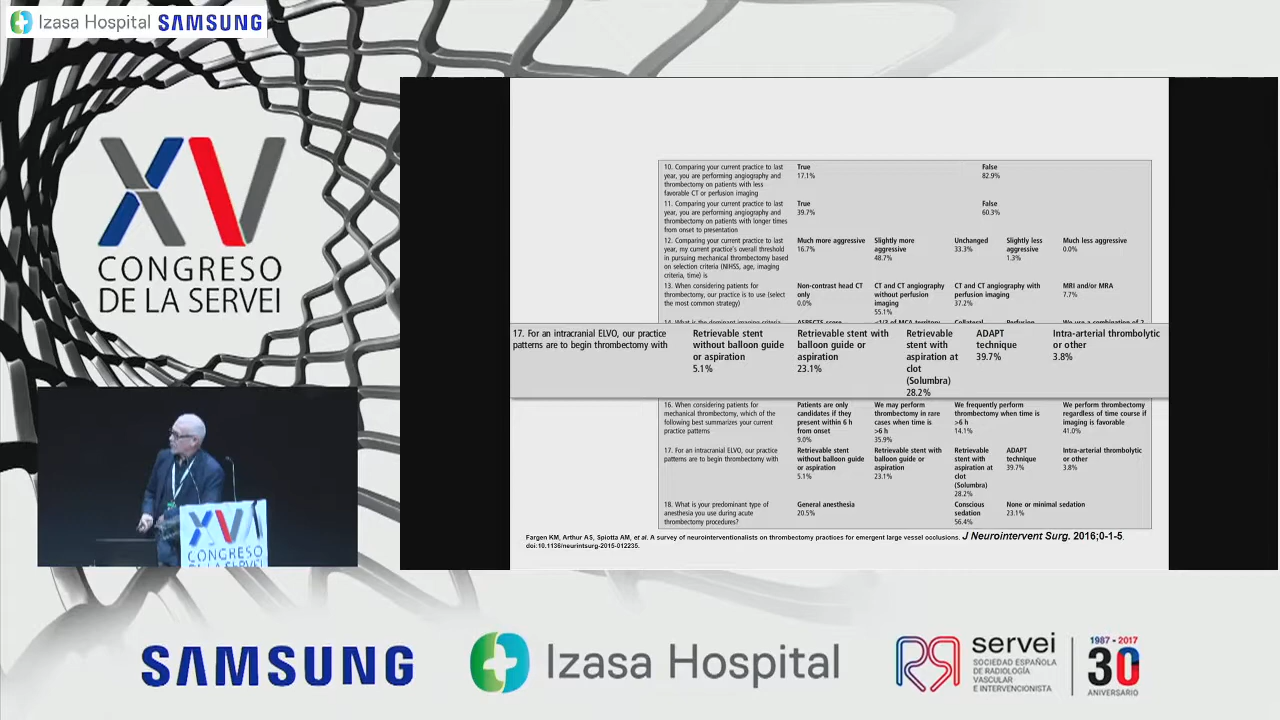 Izasa Hospital SAMSUNG
XV
CONGRESO
DE LA SERVEI
10. Comparing your current practice to last
year, you are performing angiography and
thrombectomy on patients with less
favorable CT or perfusion imaging
True
17.1%
False
82.9%
11. Comparing your current practice to last
year, you are performing angiography and
thrombectomy on patients with longer times
from onset to presentation
True
39.7%
False
60.3%
12. Comparing your current practice to last
year, my current practice's overall threshold
in pursuing mechanical thrombectomy based
on selection criteria (NIHSS, age, imaging
criteria, time) is
Much more aggressive
16.7%
Slightly more
aggressive
48.7%
Unchanged
33.3%
Slightly less
aggressive
1.3%
Much less aggressive
0.0%
13. When considering patients for
thrombectomy, our practice is to use (select
the most common strategy)
Non-contrast head CT
only
0.0%
CT and CT angiography
without perfusion
imaging
55.1%
CT and CT angiography with
perfusion imaging
37.2%
MRI and/or MRA
7.7%
17. For an intracranial ELVO, our practice
patterns are to begin thrombectomy with
Retrievable stent
without balloon guide
or aspiration
5.1%
Retrievable stent with
balloon guide or
aspiration
23.1%
Retrievable
stent with
aspiration at
clot
(Solumbra)
28.2%
ADAPT
technique
39.7%
Intra-arterial thrombolytic
or other
3.8%
16. When considering patients for
mechanical thrombectomy, which of the
following best summarizes your current
practice patterns
Patients are only
candidates if they
present within 6 h
from onset
9.0%
We may perform
thrombectomy in rare
cases when time is
>6 h
35.9%
We frequently perform
thrombectomy when time is
>6 h
14.1%
We perform thrombectomy
regardless of time course if
imaging is favorable
41.0%
17. For an intracranial ELVO, our practice
patterns are to begin thrombectomy with
Retrievable stent
without balloon guide
or aspiration
5.1%
Retrievable stent with
balloon guide or
aspiration
23.1%
Retrievable
stent with
aspiration at
clot
(Solumbra)
28.2%
ADAPT
technique
39.7%
Intra-arterial thrombolytic
or other
3.8%
18. What is your predominant type of
anesthesia you use during acute
thrombectomy procedures?
General anesthesia
20.5%
Conscious
sedation
56.4%
None or minimal sedation
23.1%
Fargen KM, Arthur AS, Spiotta AM, et al. A survey of neurointerventionalists on thrombectomy practices for emergent large vessel occlusions. J Neurointervent Surg. 2016;0-1-5
doi:10.1136/neurintsurg-2015-012235.
XV
CONGRESO
SAMSUNG
Izasa Hospital
servei
SOCIEDAD ESPAÑOLA
DE RADIOLOGÍA
VASCULAR
E INTERVENCIONISTA
1987 - 2017
30
ANIVERSARIO